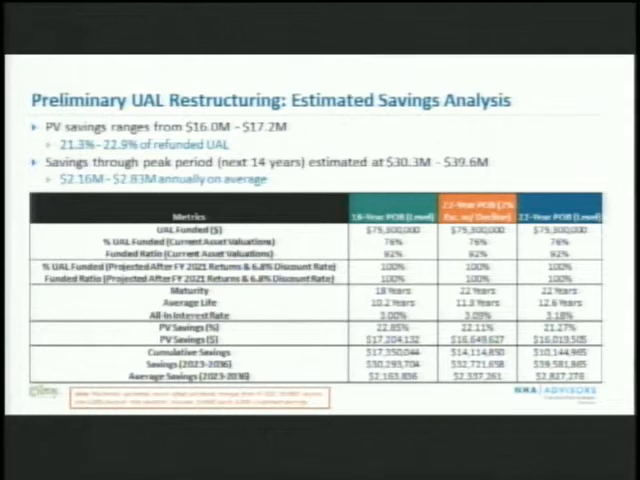 Preliminary UAL Restructuring: Estimated Savings Analysis
PV savings ranges from $16.0M - $17.2M
21.3% - 22.9% of refunded UAL
Savings through peak period (next 14 years) estimated at $30.3M - $39.6M
$2.16M - $2.83M annually on average
22-Year POB (2%
Metrics 18-Year POB (Level) Esc. w/ Decline) 22-Year POB (Level)
UAL Funded ($) $75,300,000 $75,300,000 $75,300,000
% UAL Funded (Current Asset Valuations) 76% 76% 76%
Funded Ratio (Current Asset Valuations) 92% 92% 92%
% UAL Funded (Projected After FY 2021 Returns & 6.8% Discount Rate) 100% 100% 100%
Funded Ratio (Projected After FY 2021 Returns & 6.8% Discount Rate) 100% 100% 100%
Maturity 18 Years 22 Years 22 Years
Average Life 10.2 Years 11.3 Years 12.6 Years
All-In Interest Rate 3.00% 3.09% 3.18%
PV Savings (%) 22.85% 22.11% 21.27%
PV Savings ($) $17,204,132 $16,649,627 $16,019,505
Cumulative Savings $17,350,044 $14,114,850 $10,144,965
Savings (2023-2036) $30,293,704 $32,721,658 $39,581,885
Average Savings (2023-2036) $2,163,836 $2,337,261 $2,827,278
NHA | ADVISORS